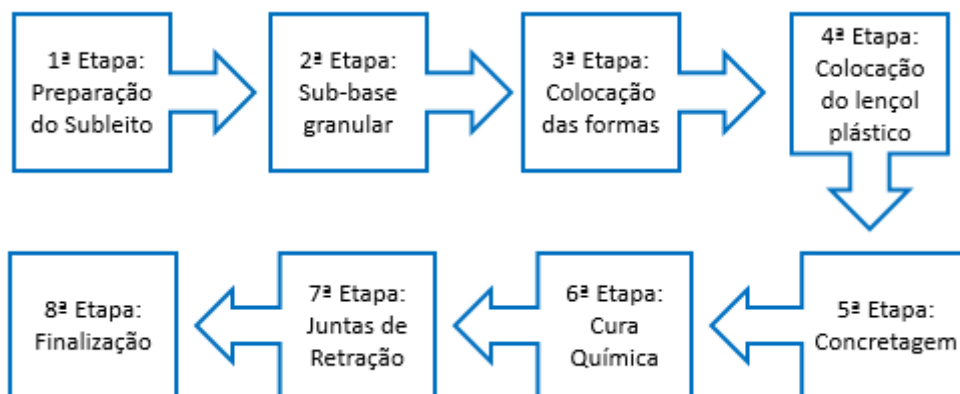 1ª Etapa:
Preparação
do Subleito
2ª Etapa:
Sub-base
granular
3ª Etapa:
Colocação
das formas
4ª Etapa:
Colocação
do lençol
plástico
5ª Etapa:
Concretagem
6ª Etapa:
Cura
Química
7ª Etapa:
Juntas de
Retração
8ª Etapa:
Finalização